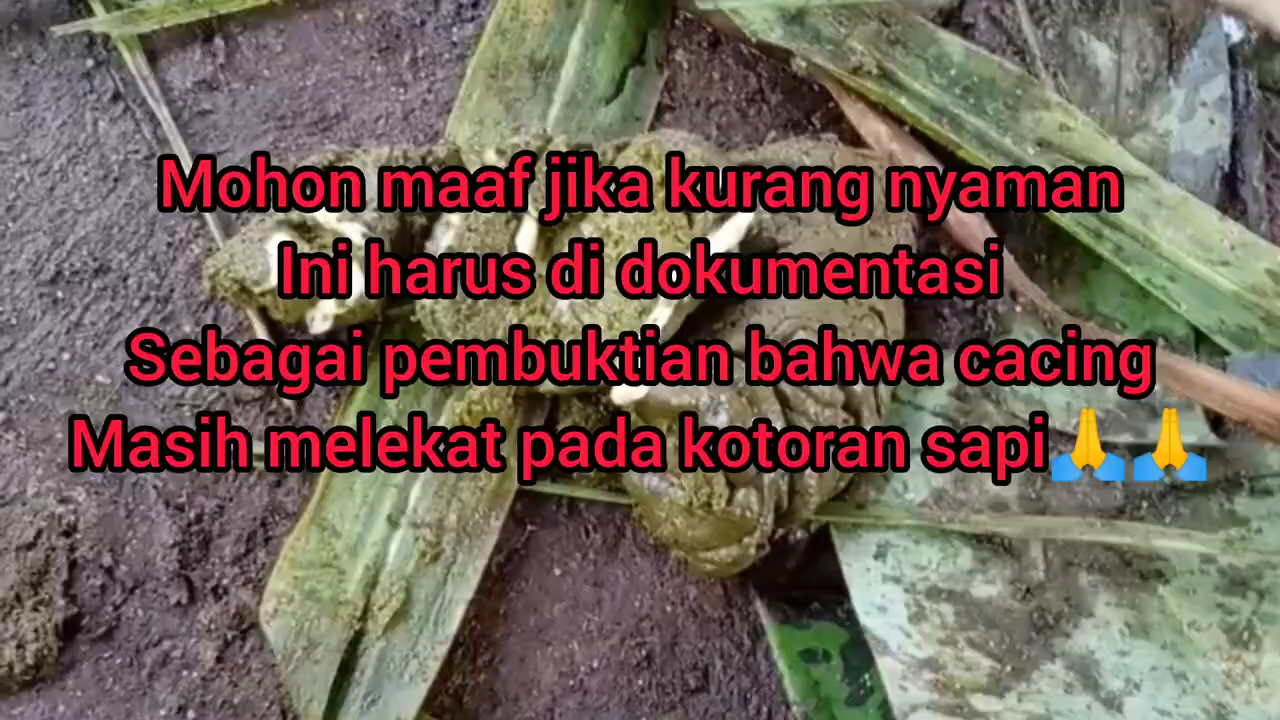 Mohon maaf jika kurang nyaman
Ini harus di dokumentasi
Sebagai pembuktian bahwa cacing
Masih melekat pada kotoran sapi🙏🙏